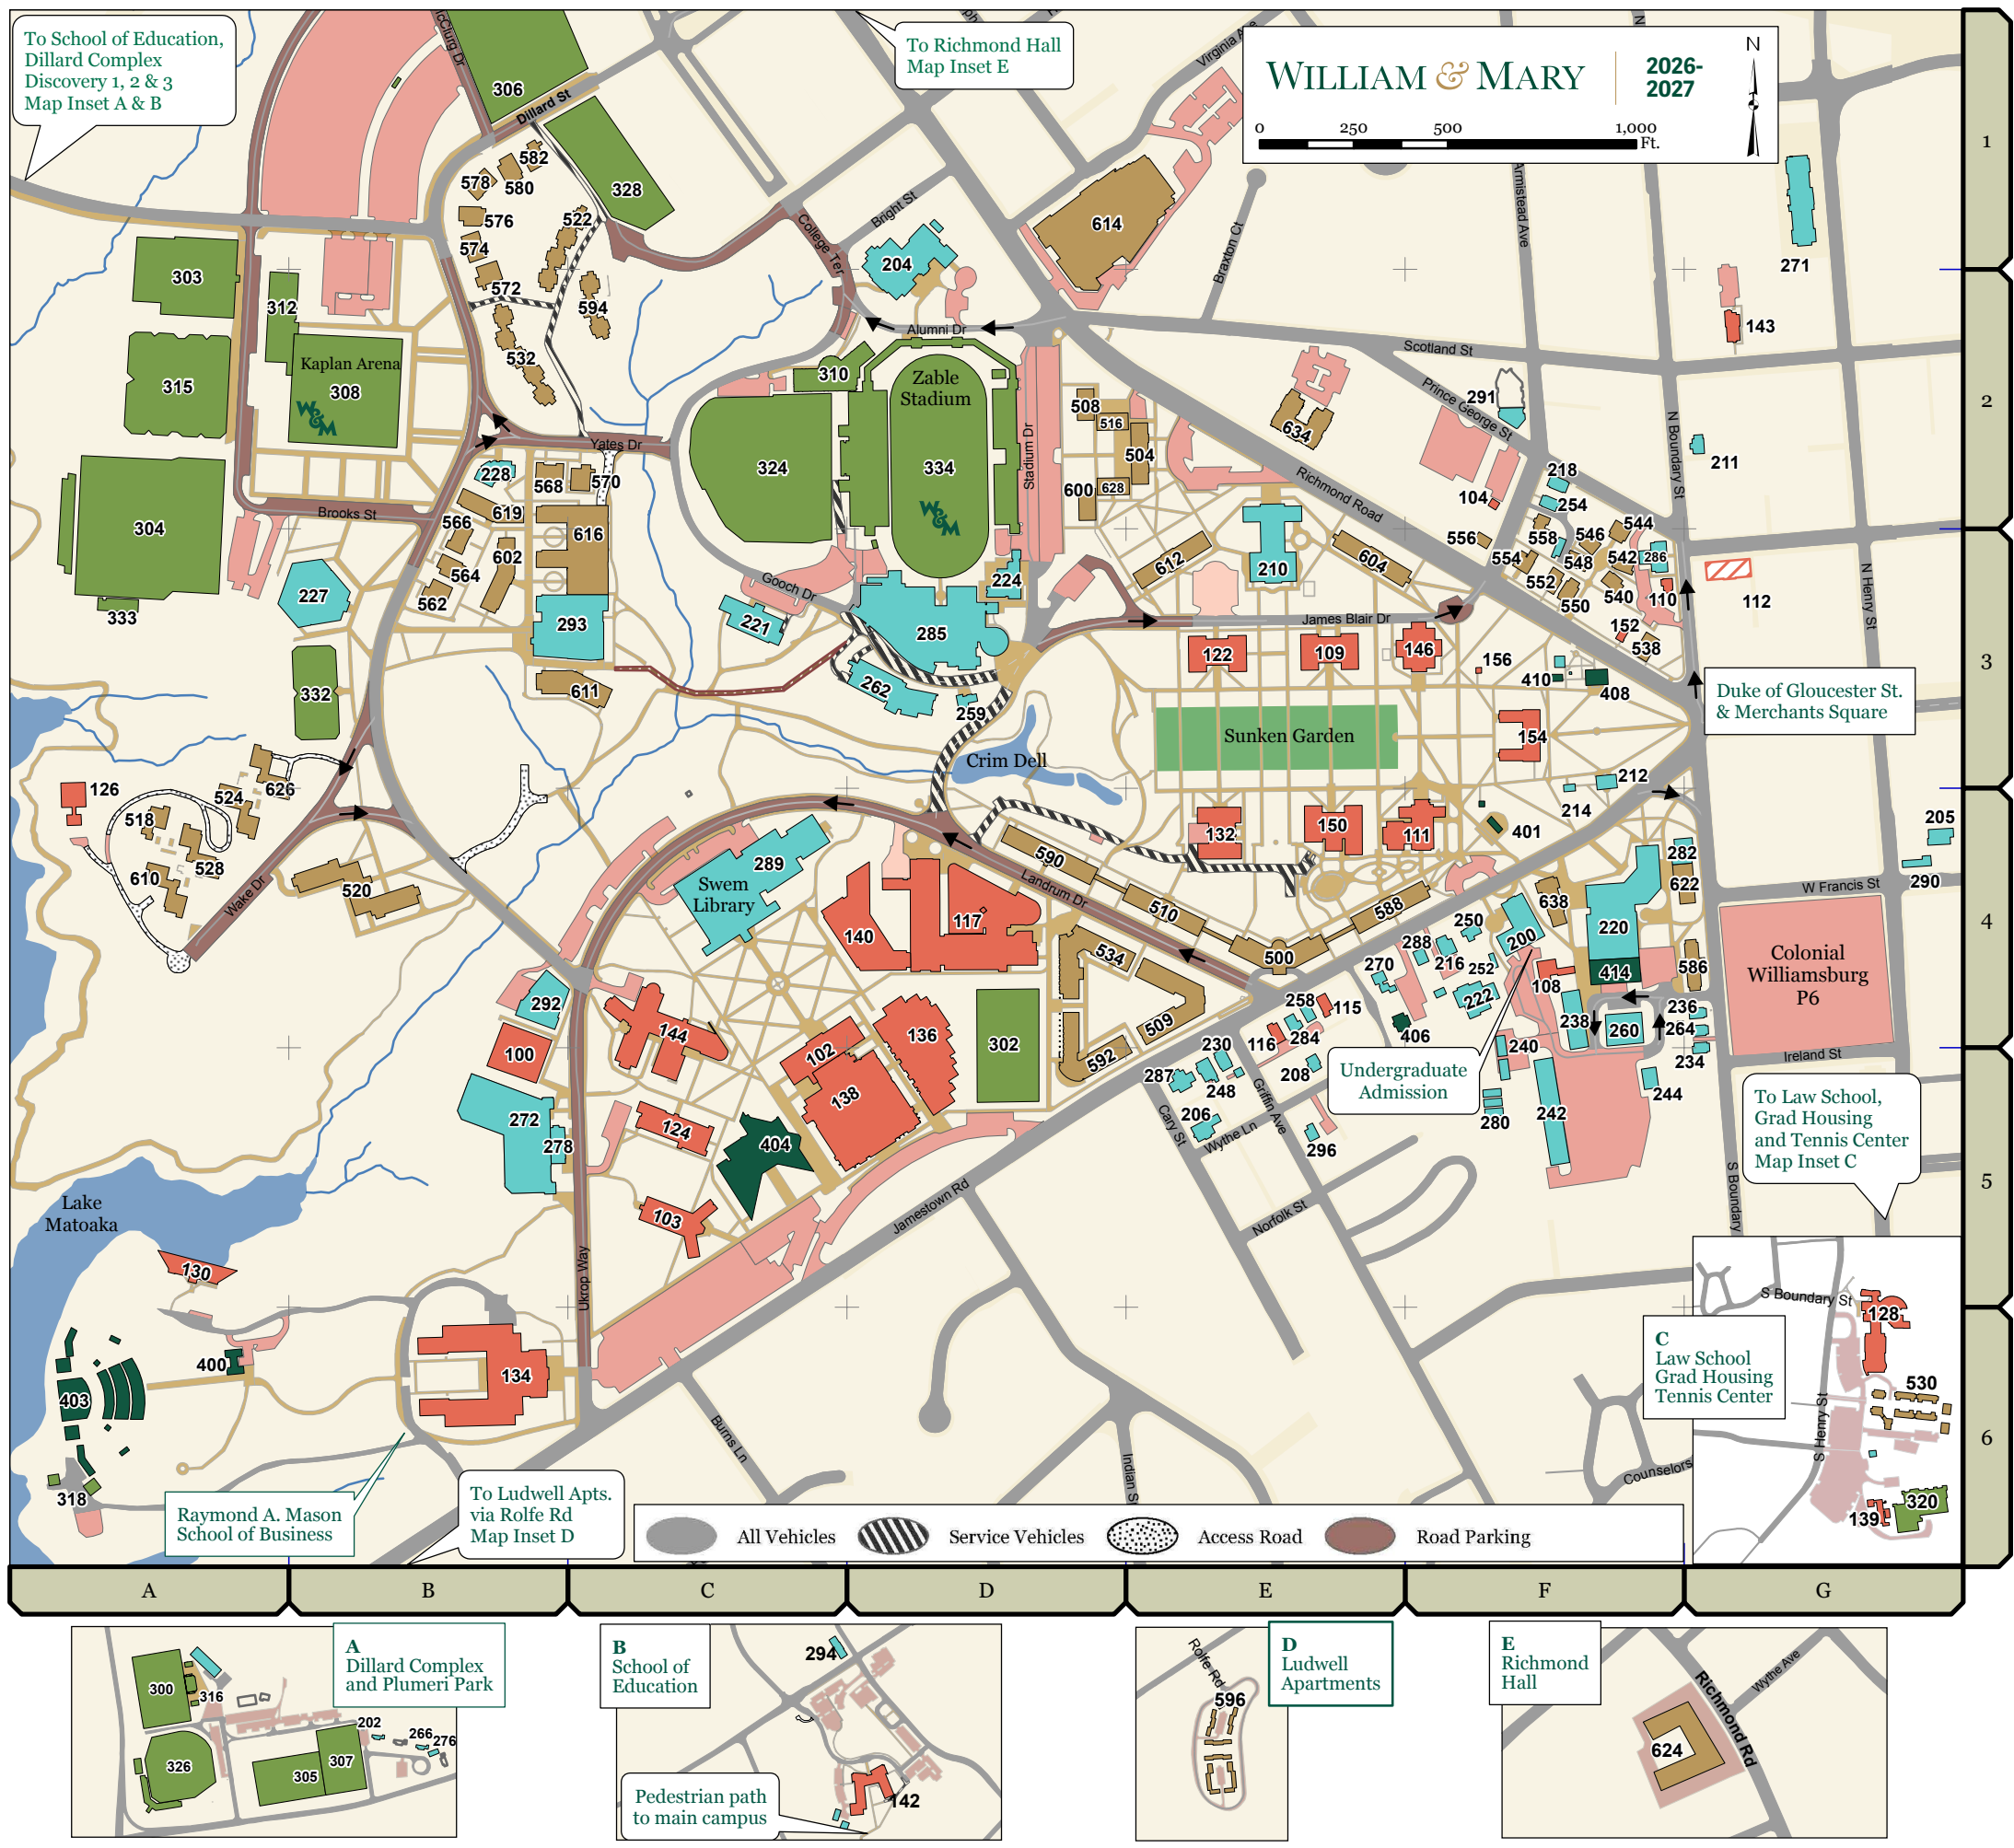 To School of Education,
Dillard Complex
Discovery 1, 2 & 3
Map Inset A & B
To Richmond Hall
Map Inset E
WILLIAM & MARY
2026-
2027
N
0 250 500 1,000
Ft.
McClurg Dr
Dillard St
Virginia A
Bright St
College Ter
Braxton Ct
Armistead Ave
N
306
328
582
578
580
576
522
574
572
594
532
614
204
271
303
312
Kaplan Arena
308
W&M
315
304
333
310
Alumni Dr
Zable
Stadium
334
W&M
324
Stadium Dr
Yates Dr
Brooks St
Scotland St
Prince George St
Richmond Road
N Boundary St
N Henry St
143
291
211
634
508
516
504
600
628
218
254
104
228
568
570
619
616
566
602
564
562
227
293
611
332
Gooch Dr
221
224
285
262
259
612
210
604
James Blair Dr
122
109
146
156
556
558
554
546
544
548
542
286
552
550
540
110
112
152
538
410
408
154
Duke of Gloucester St.
& Merchants Square
Sunken Garden
Crim Dell
212
214
401
132
150
111
205
290
282
622
W Francis St
126
626
524
518
528
610
520
Wake Dr
289
Swem
Library
590
510
500
588
Landrum Dr
140
117
534
509
592
638
220
414
586
200
250
288
216
252
270
222
108
238
260
236
264
234
Colonial
Williamsburg
P6
Ireland St
292
100
272
278
144
102
136
138
302
124
404
103
258
115
116
284
406
230
287
248
208
206
296
240
280
242
244
Undergraduate
Admission
Cary St
Griffin Ave
Wythe Ln
Norfolk St
Jamestown Rd
Ukrop Way
S Boundary
To Law School,
Grad Housing
and Tennis Center
Map Inset C
Lake
Matoaka
130
400
403
318
134
Raymond A. Mason
School of Business
To Ludwell Apts.
via Rolfe Rd
Map Inset D
Burns Ln
Indian S
Counselors
C
Law School
Grad Housing
Tennis Center
S Boundary St
S Henry St
128
530
320
139
All Vehicles
Service Vehicles
Access Road
Road Parking
1
2
3
4
5
6
A B C D E F G
A
Dillard Complex
and Plumeri Park
300
316
326
305
307
202
266
276
B
School of
Education
294
142
Pedestrian path
to main campus
D
Ludwell
Apartments
Rolfe Rd
596
E
Richmond
Hall
Richmond Rd
Wythe Ave
624